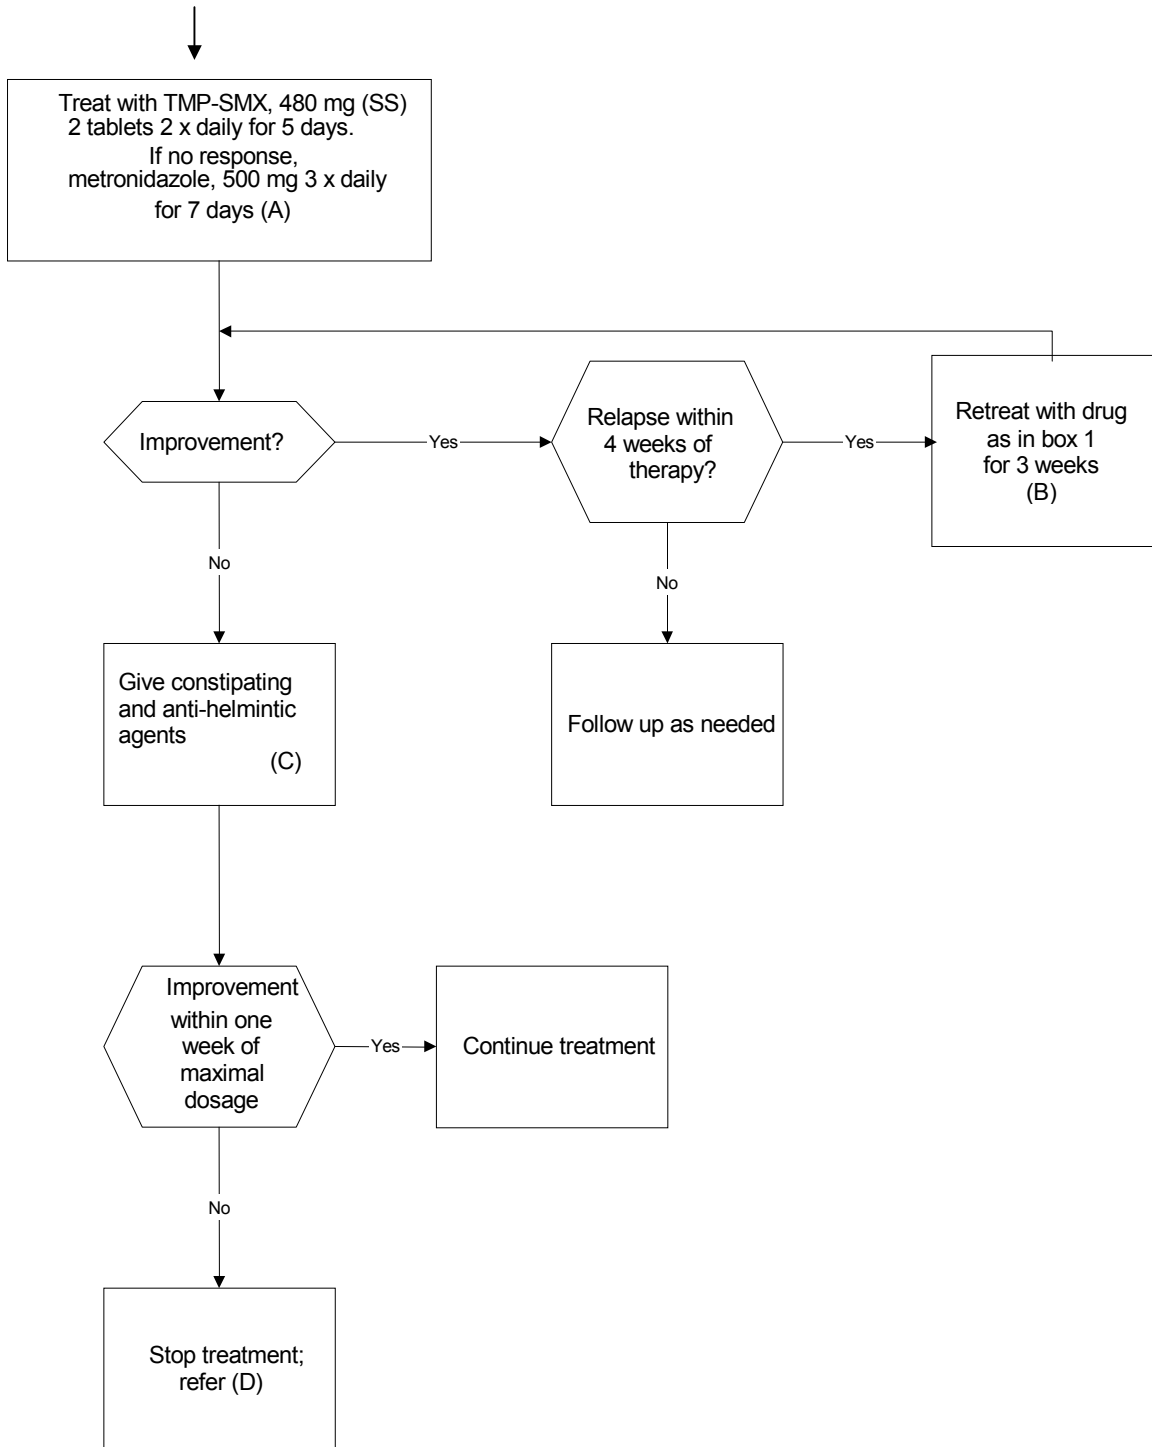 Treat with TMP-SMX, 480 mg (SS)
2 tablets 2 x daily for 5 days.
If no response,
metronidazole, 500 mg 3 x daily
for 7 days (A)
Improvement?
Yes
Relapse within
4 weeks of
therapy?
Yes
Retreat with drug
as in box 1
for 3 weeks
(B)
No
No
Give constipating
and anti-helmintic
agents
(C)
Follow up as needed
Improvement
within one
week of
maximal
dosage
Yes
Continue treatment
No
Stop treatment;
refer (D)